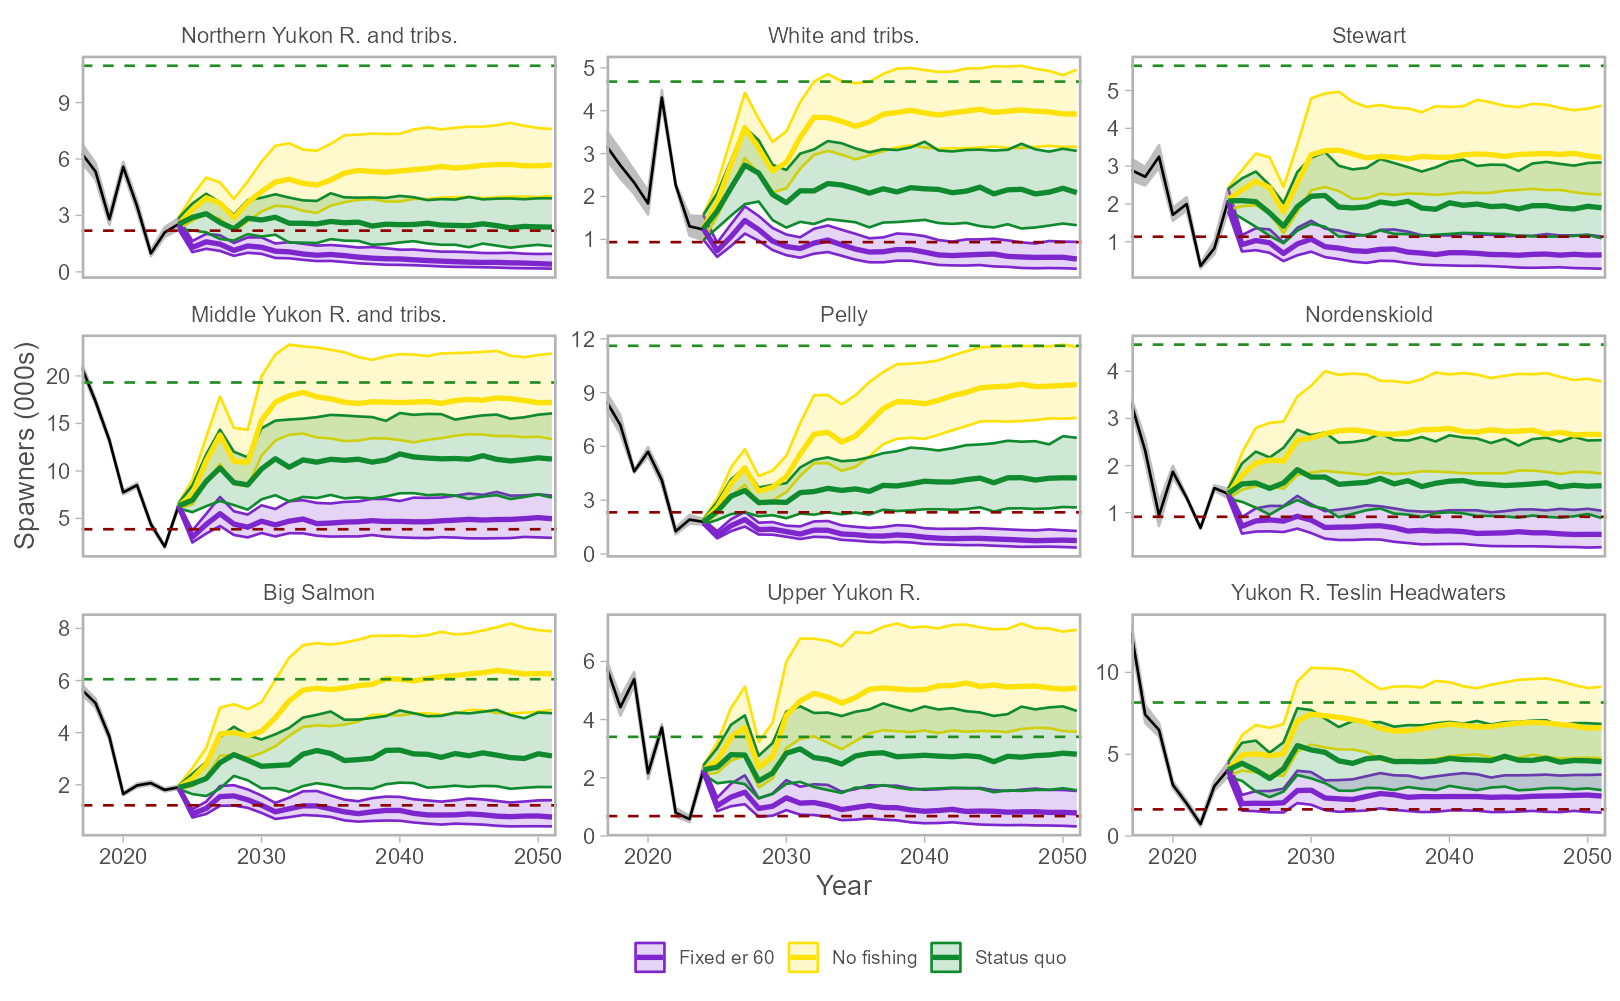 Northern Yukon R. and tribs.
White and tribs.
Stewart
9
6
3
0
5
4
3
2
1
5
4
3
2
1
Middle Yukon R. and tribs.
Pelly
Nordenskiold
20
15
10
5
12
9
6
3
0
4
3
2
1
Big Salmon
Upper Yukon R.
Yukon R. Teslin Headwaters
8
6
4
2
6
4
2
0
10
5
0
2020 2030 2040 2050
2020 2030 2040 2050
2020 2030 2040 2050
Spawners (000s)
Year
Fixed er 60
No fishing
Status quo